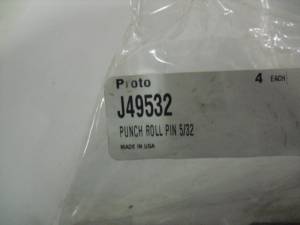 Proto
4 EACH
J49532
PUNCH ROLL PIN 5/32
MADE IN USA